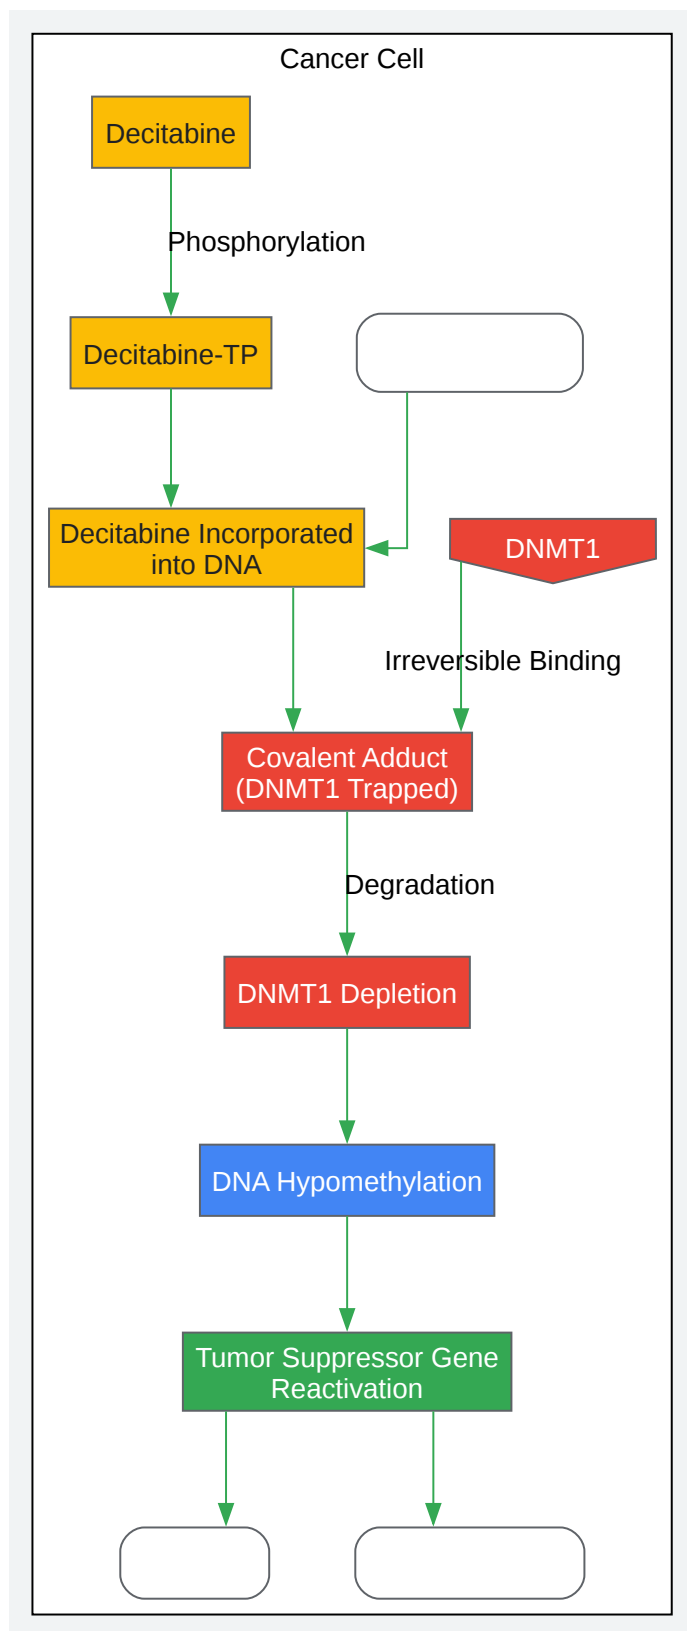 Cancer Cell
Decitabine
Phosphorylation
Decitabine-TP
Decitabine Incorporated
into DNA
DNMT1
Irreversible Binding
Covalent Adduct
(DNMT1 Trapped)
Degradation
DNMT1 Depletion
DNA Hypomethylation
Tumor Suppressor Gene
Reactivation